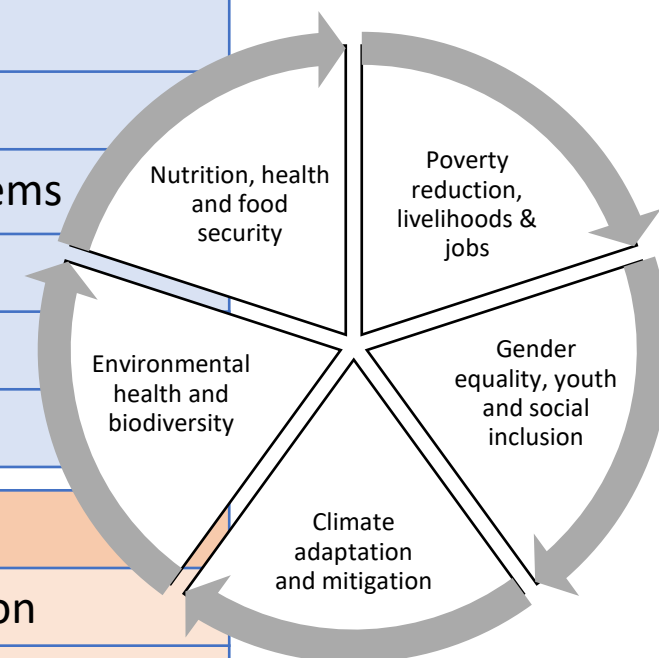 ems
on
Nutrition, health
and food
security
Poverty
reduction,
livelihoods &
jobs
Environmental
health and
biodiversity
Gender
equality, youth
and social
inclusion
Climate
adaptation
and mitigation